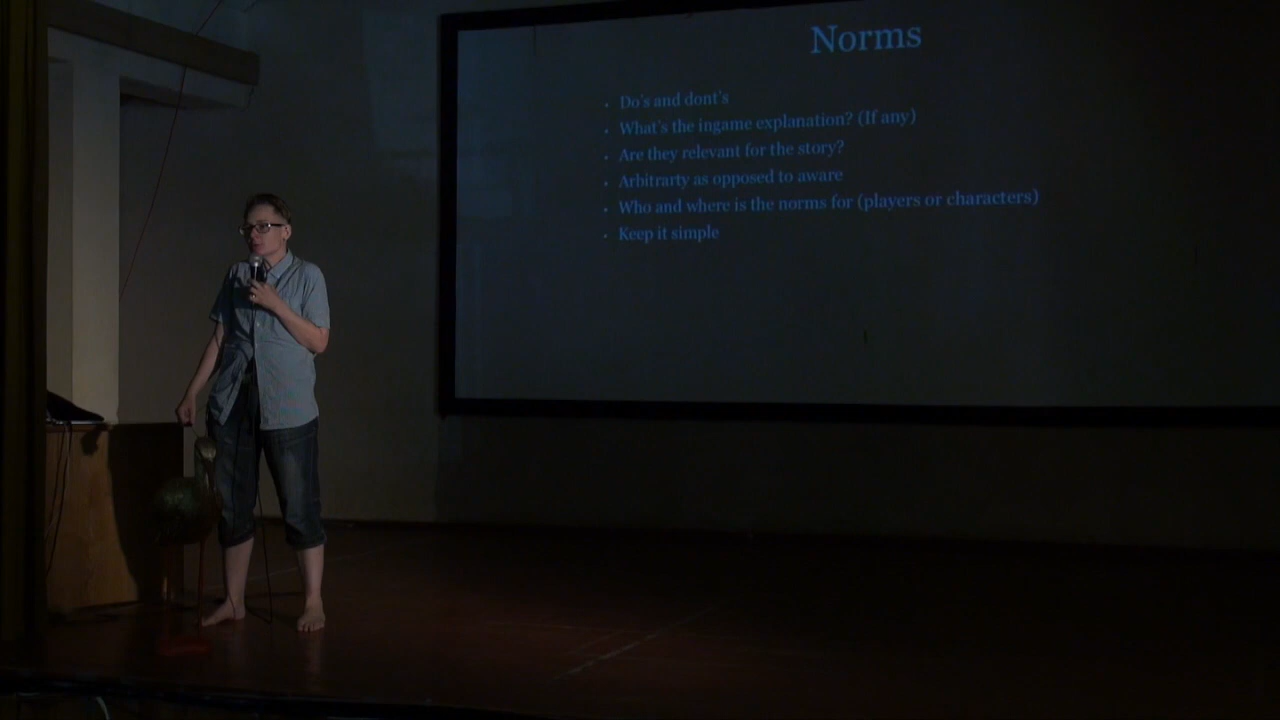 Norms
Do's and dont's
What's the ingame explanation? (If any)
Are they relevant for the story?
Arbitrarty as opposed to aware
Who and where is the norms for (players or characters)
Keep it simple